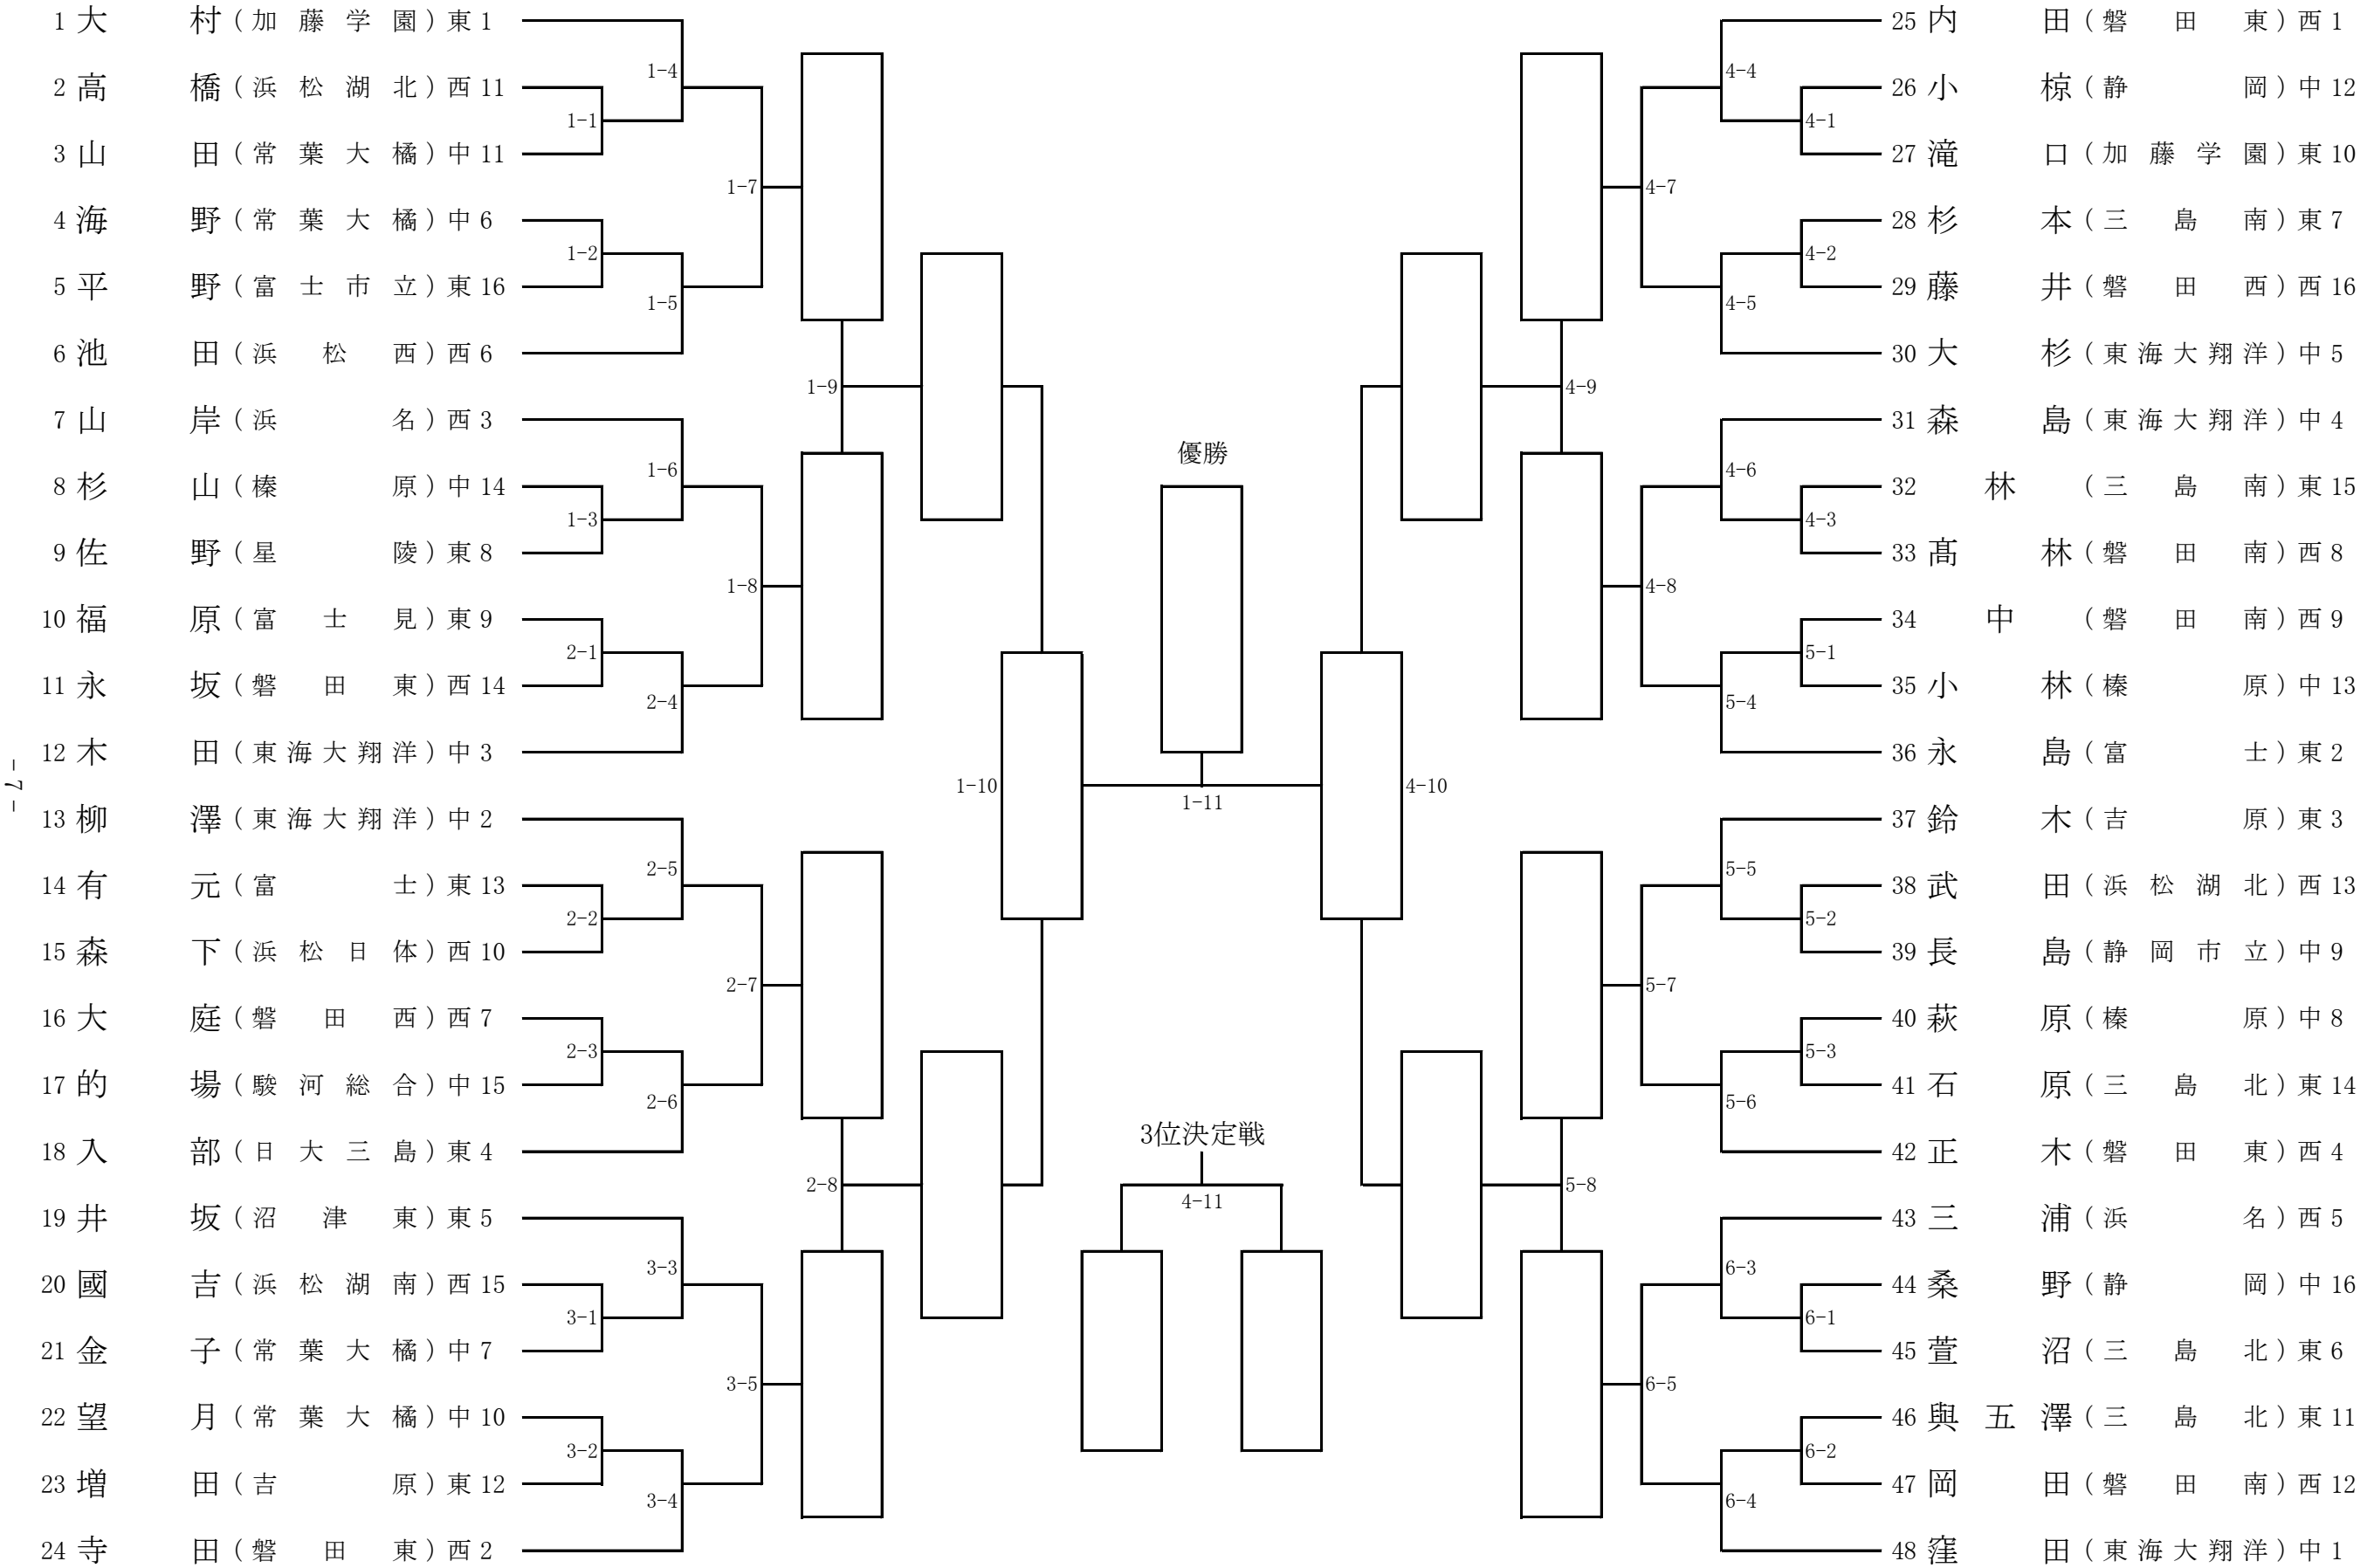 1 大村（加藤学園）東 1
2 高橋（浜松湖北）西 11
3 山田（常葉大橘）中 11
4 海野（常葉大橘）中 6
5 平野（富士市立）東 16
6 池田（浜松西）西 6
7 山岸（浜名）西 3
8 杉山（榛原）中 14
9 佐野（星陵）東 8
10 福原（富士見）東 9
11 永坂（磐田東）西 14
12 木田（東海大翔洋）中 3
13 柳澤（東海大翔洋）中 2
14 有元（富士）東 13
15 森下（浜松日体）西 10
16 大庭（磐田西）西 7
17 的場（駿河総合）中 15
18 入部（日大三島）東 4
19 井坂（沼津東）東 5
20 國吉（浜松湖南）西 15
21 金子（常葉大橘）中 7
22 望月（常葉大橘）中 10
23 増田（吉原）東 12
24 寺田（磐田東）西 2
1-4
1-1
1-7
1-2
1-5
1-9
1-6
1-3
1-8
2-1
2-4
1-10
2-5
2-2
2-7
2-3
2-6
2-8
3-3
3-1
3-5
3-2
3-4
優勝
1-11
3位決定戦
4-11
4-4
4-1
4-7
4-2
4-5
4-9
4-6
4-3
4-8
5-1
5-4
4-10
5-5
5-2
5-7
5-3
5-6
5-8
6-3
6-1
6-5
6-2
6-4
25 内田（磐田東）西 1
26 小椋（静岡）中 12
27 滝口（加藤学園）東 10
28 杉本（三島南）東 7
29 藤井（磐田西）西 16
30 大杉（東海大翔洋）中 5
31 森島（東海大翔洋）中 4
32 林（三島南）東 15
33 髙林（磐田南）西 8
34 中（磐田南）西 9
35 小林（榛原）中 13
36 永島（富士）東 2
37 鈴木（吉原）東 3
38 武田（浜松湖北）西 13
39 長島（静岡市立）中 9
40 萩原（榛原）中 8
41 石原（三島北）東 14
42 正木（磐田東）西 4
43 三浦（浜名）西 5
44 桑野（静岡）中 16
45 萱沼（三島北）東 6
46 與五澤（三島北）東 11
47 岡田（磐田南）西 12
48 窪田（東海大翔洋）中 1
- 7 -